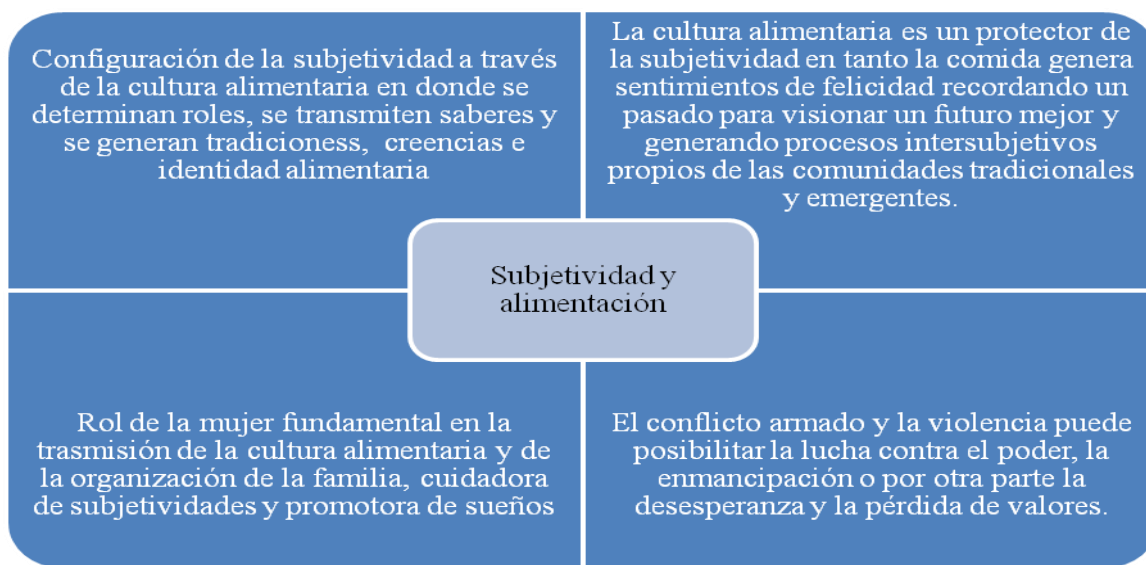 Configuración de la subjetividad a través
de la cultura alimentaria en donde se
determinan roles, se transmiten saberes y
se generan tradicioness, creencias e
identidad alimentaria
La cultura alimentaria es un protector de
la subjetividad en tanto la comida genera
sentimientos de felicidad recordando un
pasado para visionar un futuro mejor y
generando procesos intersubjetivos
propios de las comunidades tradicionales
y emergentes.
Subjetividad y
alimentación
Rol de la mujer fundamental en la
trasmisión de la cultura alimentaria y de
la organización de la familia, cuidadora
de subjetividades y promotora de sueños
El conflicto armado y la violencia puede
posibilitar la lucha contra el poder, la
enmancipación o por otra parte la
desesperanza y la pérdida de valores.